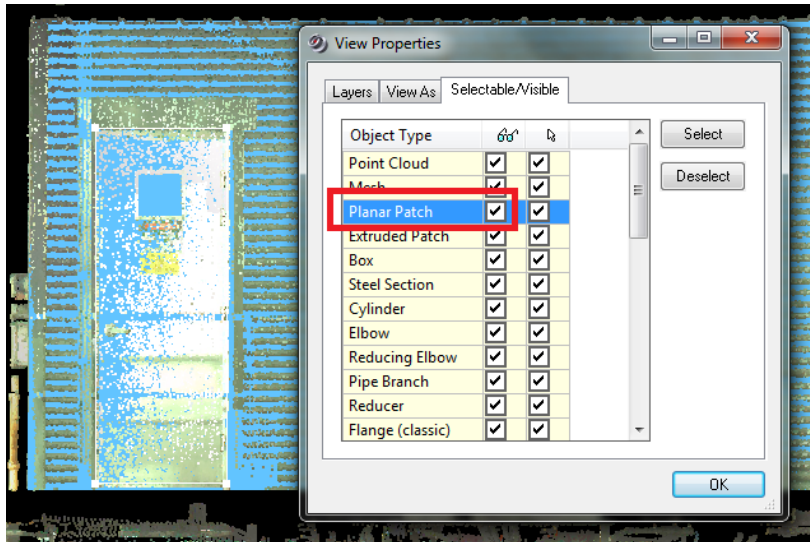 View Properties
Layers View As Selectable/Visible
Object Type
Point Cloud
Mesh
Planar Patch
Extruded Patch
Box
Steel Section
Cylinder
Elbow
Reducing Elbow
Pipe Branch
Reducer
Flange (classic)
Select
Deselect
OK